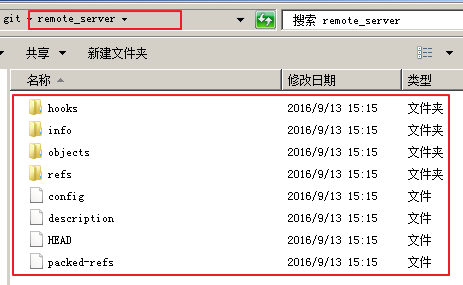 git remote_server 搜索 remote_server
共享 新建文件夹
名称 修改日期 类型
hooks 2016/9/13 15:15 文件夹
info 2016/9/13 15:15 文件夹
objects 2016/9/13 15:15 文件夹
refs 2016/9/13 15:15 文件夹
config 2016/9/13 15:15 文件
description 2016/9/13 15:15 文件
HEAD 2016/9/13 15:15 文件
packed-refs 2016/9/13 15:15 文件